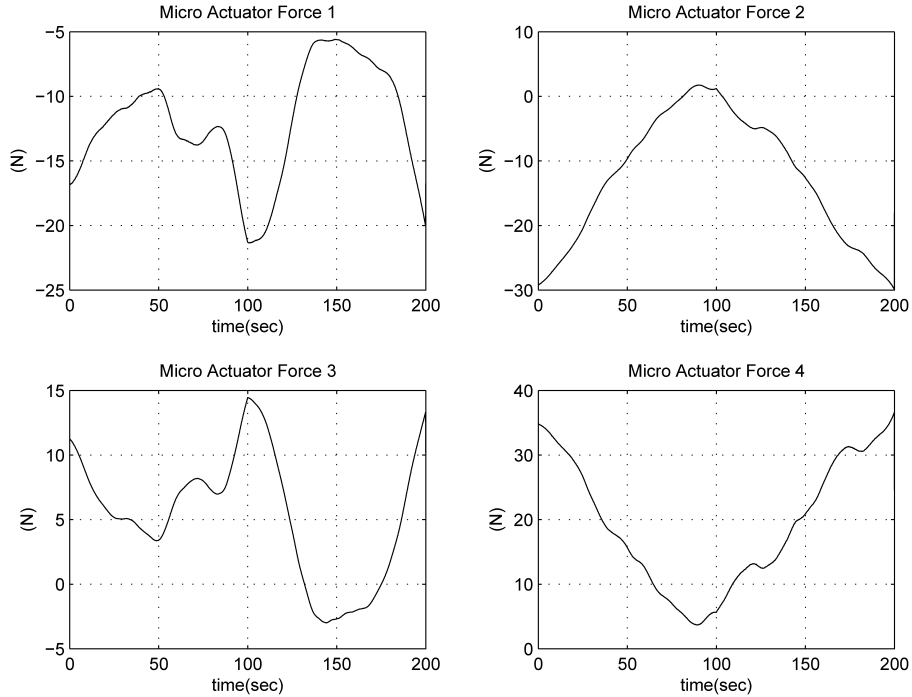 Micro Actuator Force 1
−5
−10
−15
−20
−25
(N)
0 50 100 150 200
time(sec)
Micro Actuator Force 2
10
0
−10
−20
−30
(N)
0 50 100 150 200
time(sec)
Micro Actuator Force 3
15
10
5
0
−5
(N)
0 50 100 150 200
time(sec)
Micro Actuator Force 4
40
30
20
10
0
(N)
0 50 100 150 200
time(sec)